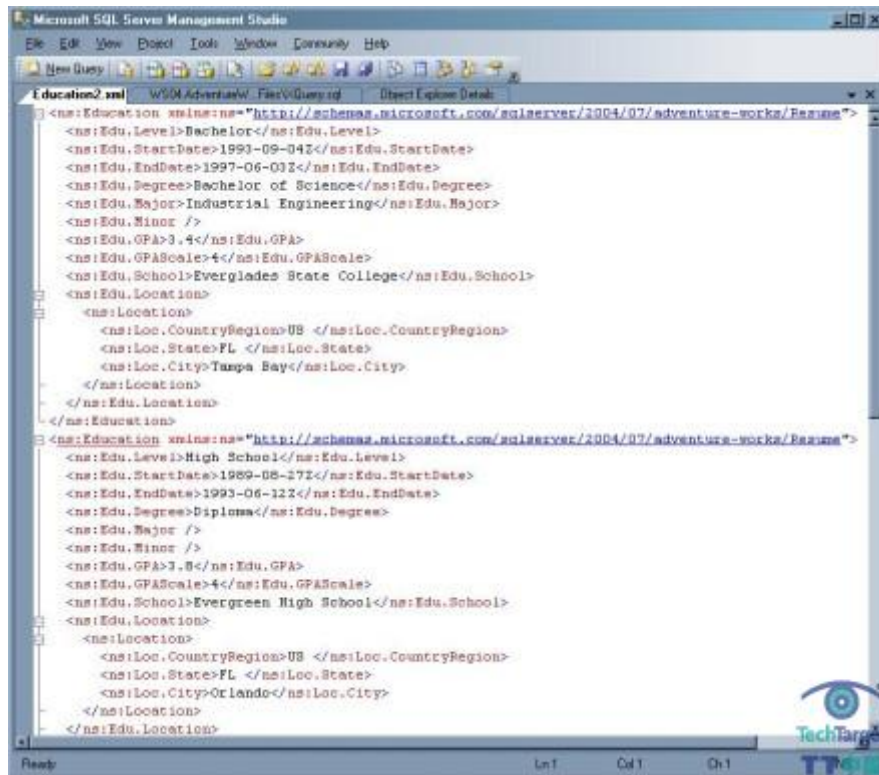 Microsoft SQL Server Management Studio
File Edit View Project Tools Window Community Help
New Query
Education2.xml WS04.AdventureW...Files\XQuery.sql Object Explorer Details
<ns:Education xmlns:ns="http://schemas.microsoft.com/sqlserver/2004/07/adventure-works/Resume">
<ns:Edu.Level>Bachelor</ns:Edu.Level>
<ns:Edu.StartDate>1993-09-04Z</ns:Edu.StartDate>
<ns:Edu.EndDate>1997-06-03Z</ns:Edu.EndDate>
<ns:Edu.Degree>Bachelor of Science</ns:Edu.Degree>
<ns:Edu.Major>Industrial Engineering</ns:Edu.Major>
<ns:Edu.Minor />
<ns:Edu.GPA>3.4</ns:Edu.GPA>
<ns:Edu.GPAScale>4</ns:Edu.GPAScale>
<ns:Edu.School>Everglades State College</ns:Edu.School>
<ns:Edu.Location>
<ns:Location>
<ns:Loc.CountryRegion>US </ns:Loc.CountryRegion>
<ns:Loc.State>FL </ns:Loc.State>
<ns:Loc.City>Tampa Bay</ns:Loc.City>
</ns:Location>
</ns:Edu.Location>
</ns:Education>
<ns:Education xmlns:ns="http://schemas.microsoft.com/sqlserver/2004/07/adventure-works/Resume">
<ns:Edu.Level>High School</ns:Edu.Level>
<ns:Edu.StartDate>1989-08-27Z</ns:Edu.StartDate>
<ns:Edu.EndDate>1993-06-12Z</ns:Edu.EndDate>
<ns:Edu.Degree>Diploma</ns:Edu.Degree>
<ns:Edu.Major />
<ns:Edu.Minor />
<ns:Edu.GPA>3.8</ns:Edu.GPA>
<ns:Edu.GPAScale>4</ns:Edu.GPAScale>
<ns:Edu.School>Evergreen High School</ns:Edu.School>
<ns:Edu.Location>
<ns:Location>
<ns:Loc.CountryRegion>US </ns:Loc.CountryRegion>
<ns:Loc.State>FL </ns:Loc.State>
<ns:Loc.City>Orlando</ns:Loc.City>
</ns:Location>
</ns:Edu.Location>
TechTarge
Ready Ln 1 Col 1 Ch 1